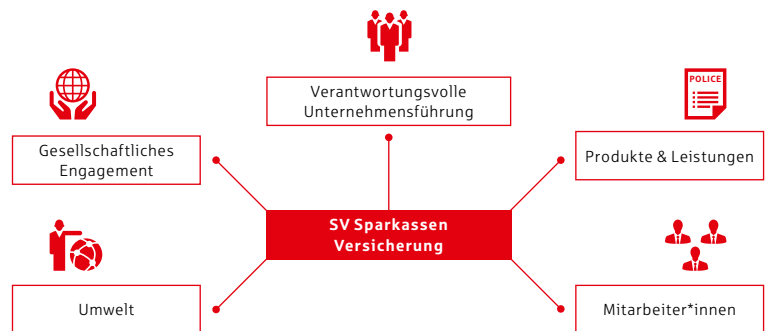 Verantwortungsvolle
Unternehmensführung
POLICE
Gesellschaftliches
Engagement
Produkte & Leistungen
SV Sparkassen
Versicherung
Umwelt
Mitarbeiter*innen